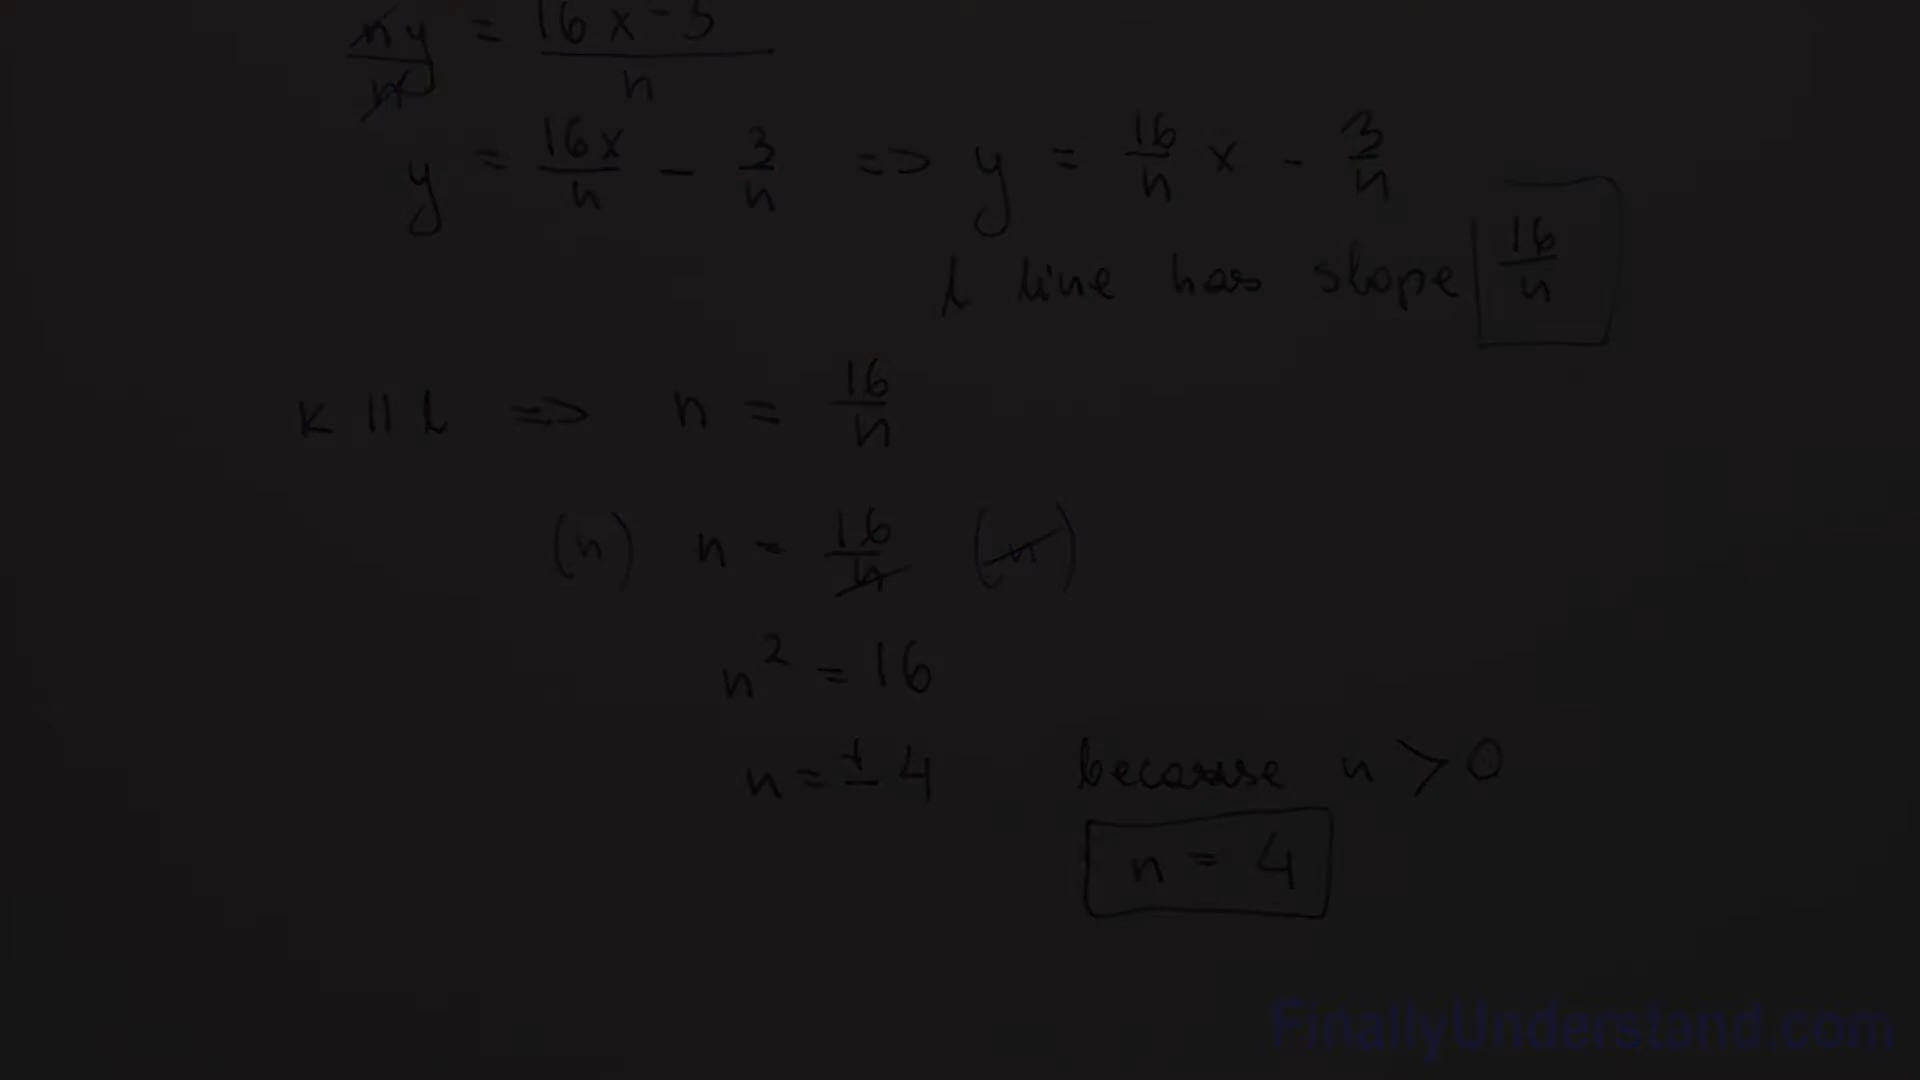 ny/n = 16x-3/n
y = 16x/n - 3/n => y = 16/n x - 3/n
l line has slope 16/n
k || l => n = 16/n
(n) n = 16/n (n)
n² = 16
n = ± 4 because n > 0
n = 4
FinallyUnderstand.com